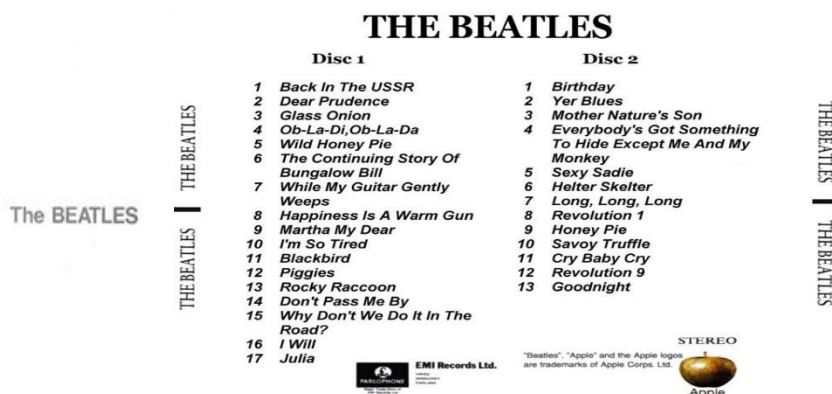 THE BEATLES
The BEATLES
THE BEATLES
THE BEATLES
Disc 1
1 Back In The USSR
2 Dear Prudence
3 Glass Onion
4 Ob-La-Di,Ob-La-Da
5 Wild Honey Pie
6 The Continuing Story Of
Bungalow Bill
7 While My Guitar Gently
Weeps
8 Happiness Is A Warm Gun
9 Martha My Dear
10 I'm So Tired
11 Blackbird
12 Piggies
13 Rocky Raccoon
14 Don't Pass Me By
15 Why Don't We Do It In The
Road?
16 I Will
17 Julia
Disc 2
1 Birthday
2 Yer Blues
3 Mother Nature's Son
4 Everybody's Got Something
To Hide Except Me And My
Monkey
5 Sexy Sadie
6 Helter Skelter
7 Long, Long, Long
8 Revolution 1
9 Honey Pie
10 Savoy Truffle
11 Cry Baby Cry
12 Revolution 9
13 Goodnight
PARLOPHONE
EMI Records Ltd.
"Beatles", "Apple" and the Apple logos
are trademarks of Apple Corps. Ltd.
STEREO
Apple
THE BEATLES
THE BEATLES